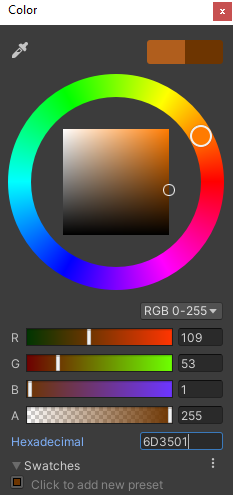 Color
x
RGB 0-255
R 109
G 53
B 1
A 255
Hexadecimal 6D3501
Swatches
Click to add new preset